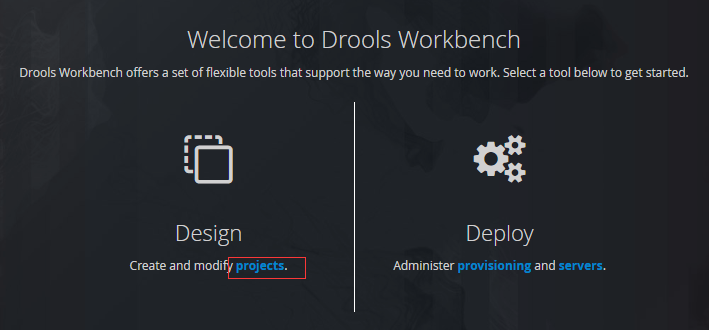 Welcome to Drools Workbench
Drools Workbench offers a set of flexible tools that support the way you need to work. Select a tool below to get started.
Design
Create and modify projects.
Deploy
Administer provisioning and servers.